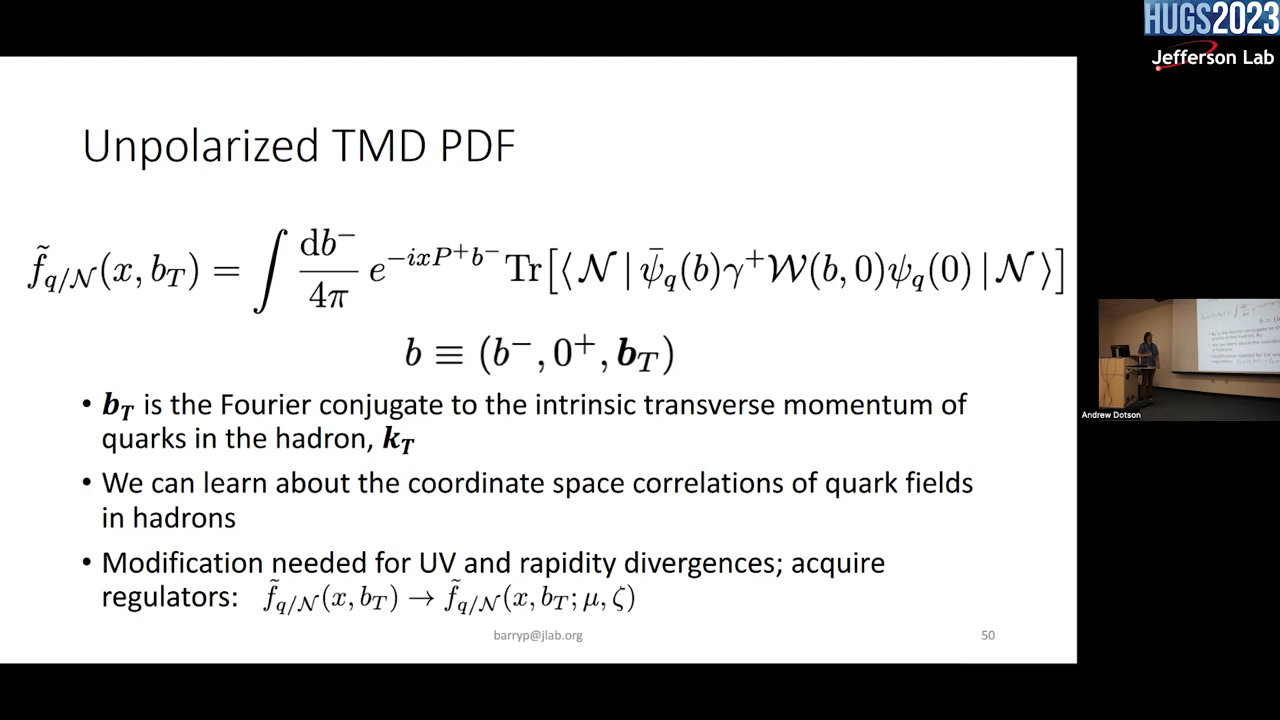 HUGS2023
Jefferson Lab
Unpolarized TMD PDF
f̃_{q/𝒩}(x, b_T) = ∫ db⁻/4π e^{−ixP⁺b⁻} Tr[⟨𝒩 | ψ̄_q(b)γ⁺𝒲(b, 0)ψ_q(0) | 𝒩⟩]
b ≡ (b⁻, 0⁺, b_T)
• b_T is the Fourier conjugate to the intrinsic transverse momentum of
quarks in the hadron, k_T
• We can learn about the coordinate space correlations of quark fields
in hadrons
• Modification needed for UV and rapidity divergences; acquire
regulators: f̃_{q/𝒩}(x, b_T) → f̃_{q/𝒩}(x, b_T; μ, ζ)
barryp@jlab.org
50
Andrew Dotson